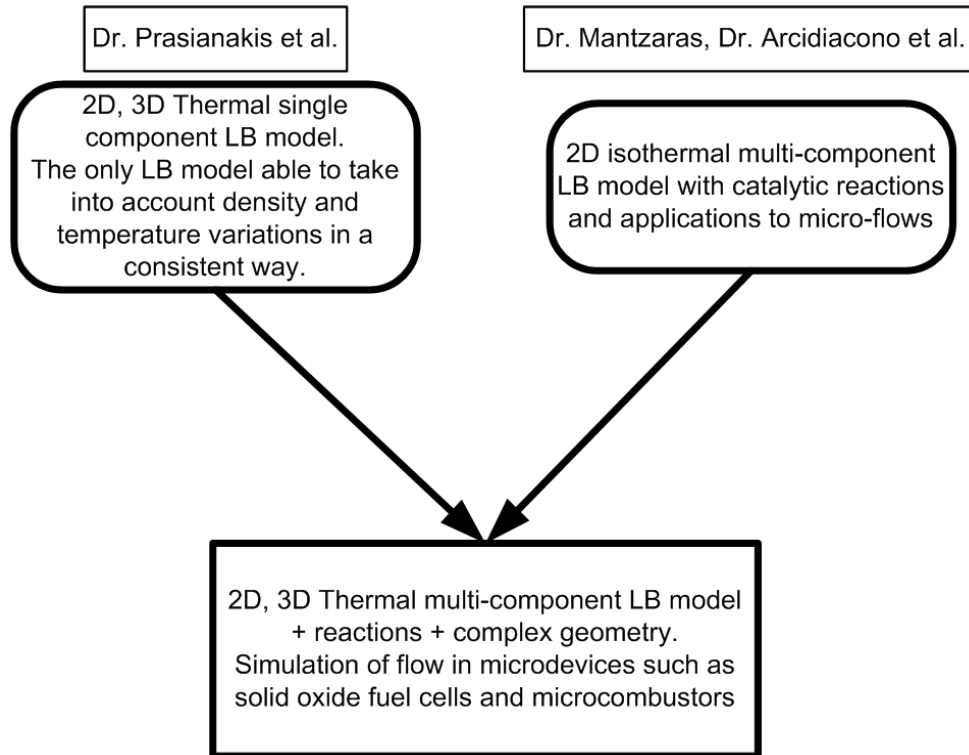 Dr. Prasianakis et al.
Dr. Mantzaras, Dr. Arcidiacono et al.
2D, 3D Thermal single
component LB model.
The only LB model able to take
into account density and
temperature variations in a
consistent way.
2D isothermal multi-component
LB model with catalytic reactions
and applications to micro-flows
2D, 3D Thermal multi-component LB model
+ reactions + complex geometry.
Simulation of flow in microdevices such as
solid oxide fuel cells and microcombustors